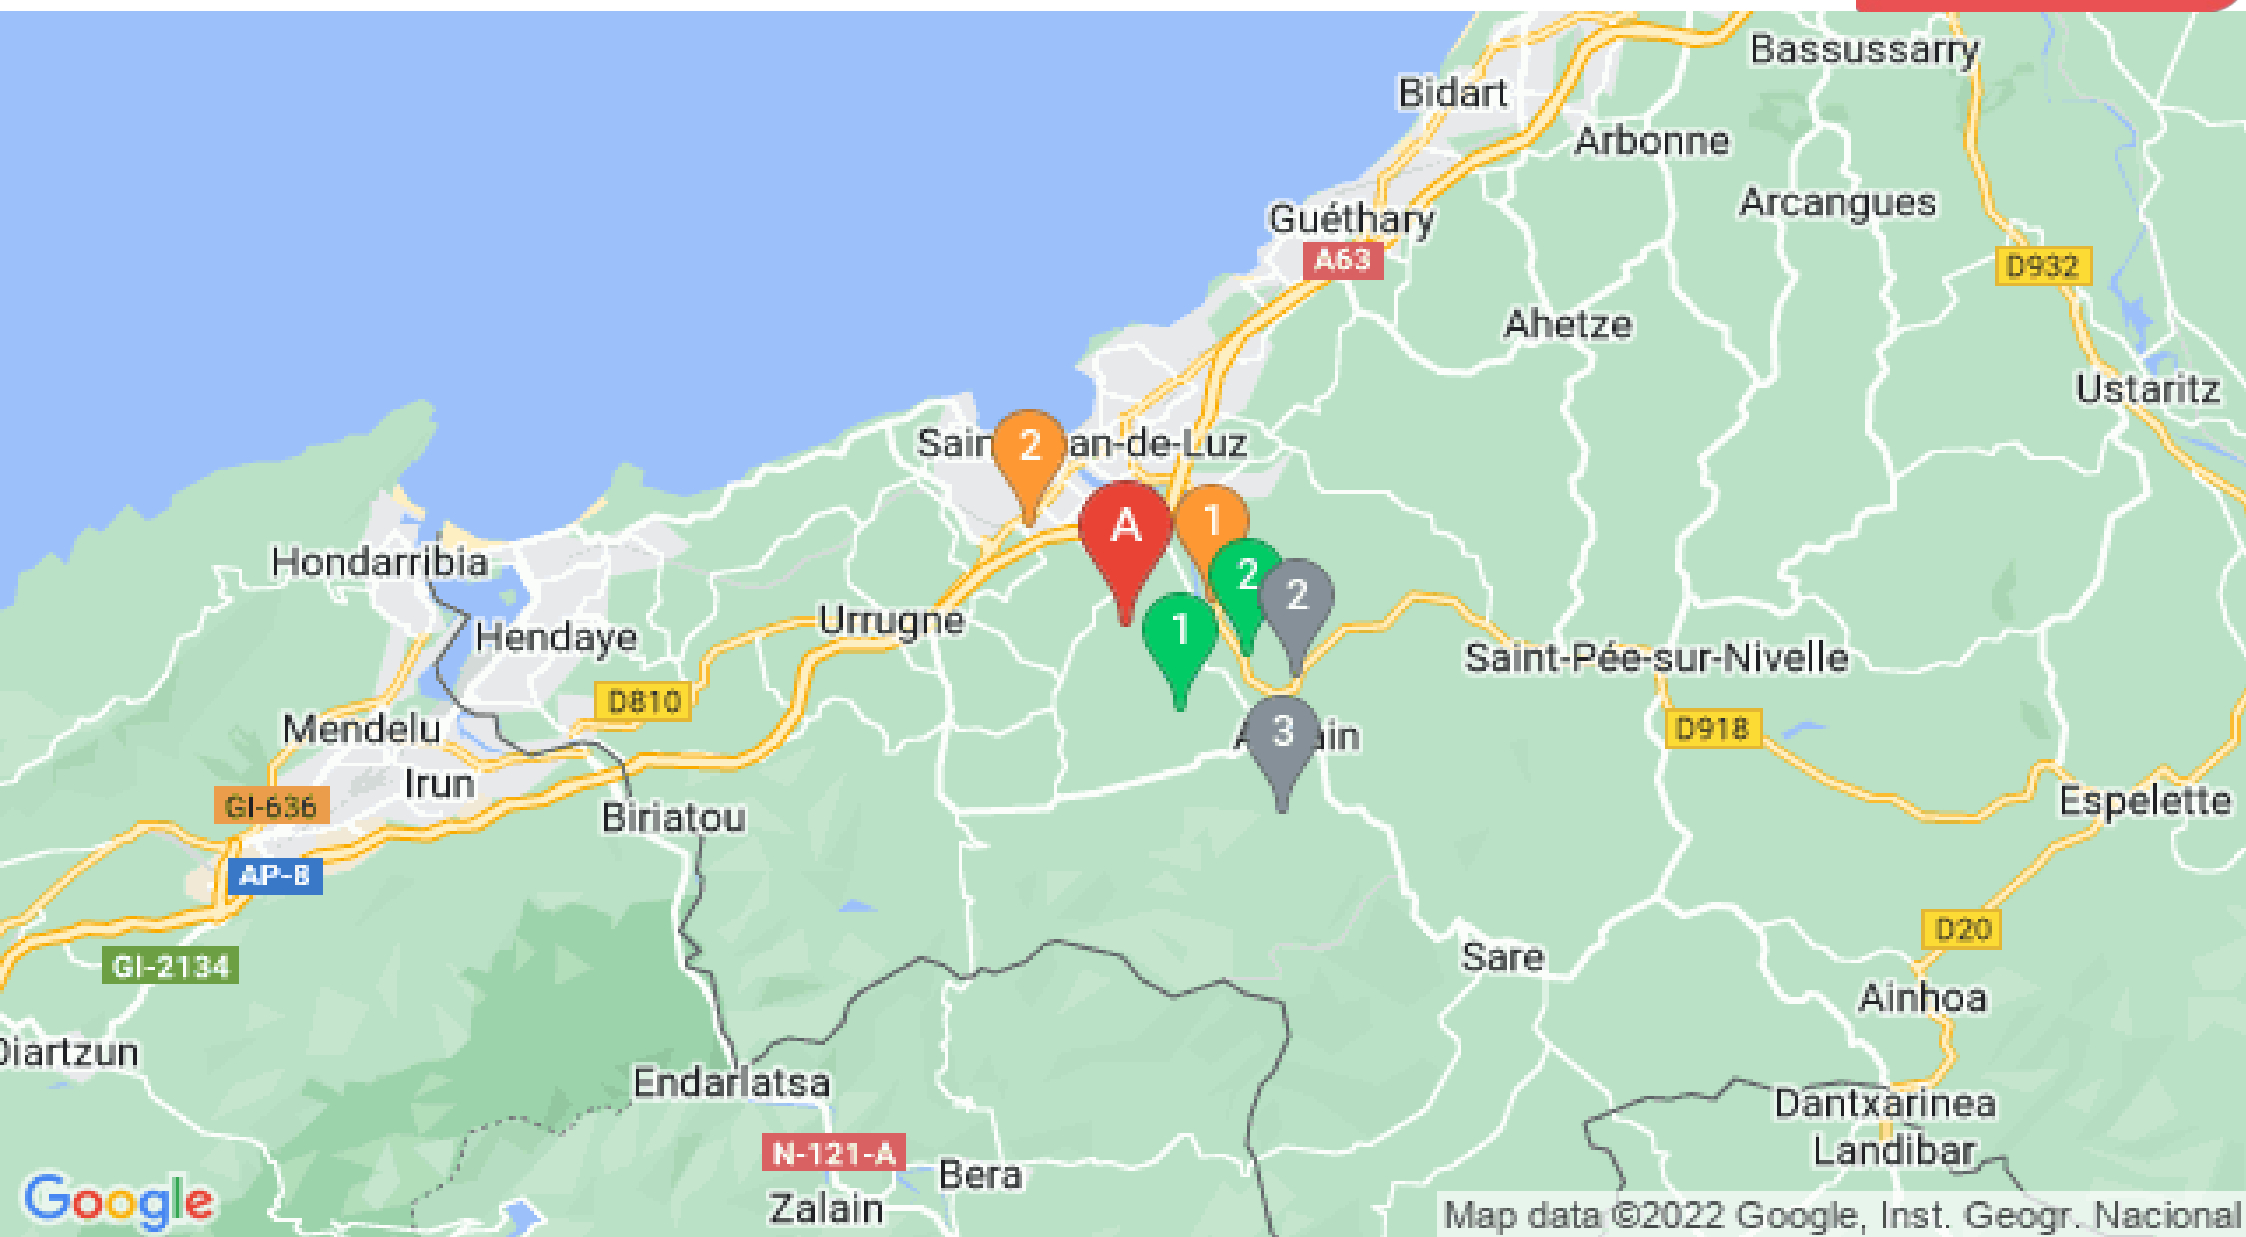 Bassussarry
Bidart
Arbonne
Arcangues
Guéthary
A63
D932
Ahetze
Ustaritz
2
Sain an-de-Luz
A
1
Hondarribia
2
2
Urrugne
1
Hendaye
Saint-Pée-sur-Nivelle
D810
Mendelu
D918
3
A in
Irun
GI-636
Biriatou
Espelette
AP-8
D20
GI-2134
Sare
Ainhoa
Oiartzun
Endarlatsa
Dantxarinea
N-121-A
Landibar
Bera
Google
Zalain
Map data ©2022 Google, Inst. Geogr. Nacional